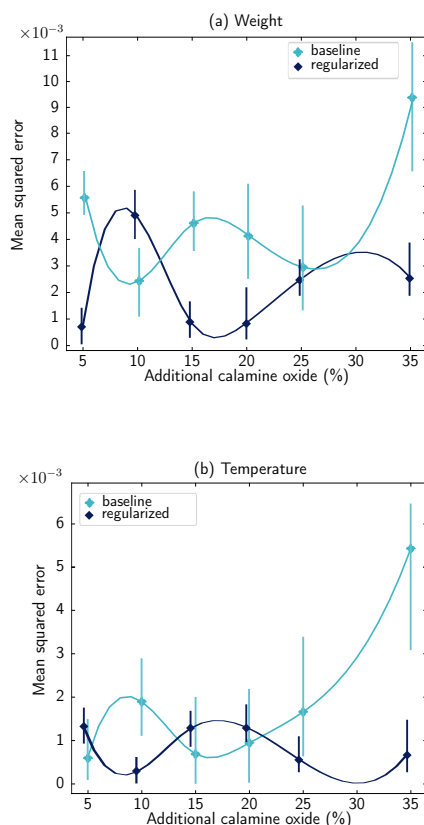 (a) Weight
×10⁻³
baseline
regularized
11
10
9
8
7
6
5
4
3
2
1
0
Mean squared error
5 10 15 20 25 30 35
Additional calamine oxide (%)
(b) Temperature
×10⁻³
baseline
regularized
6
5
4
3
2
1
0
Mean squared error
5 10 15 20 25 30 35
Additional calamine oxide (%)